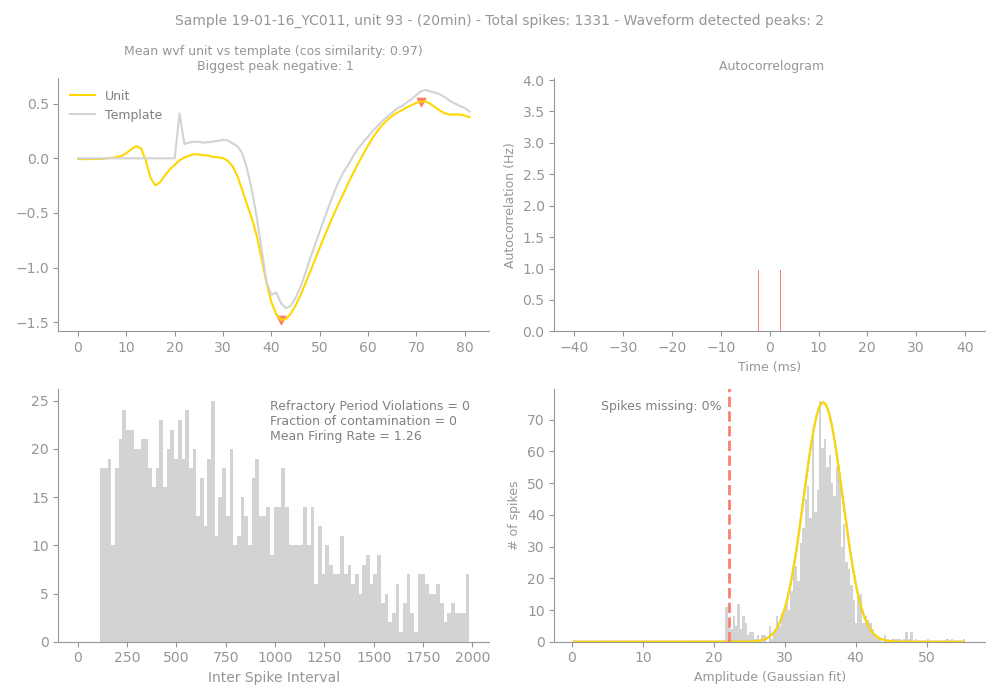 Sample 19-01-16_YC011, unit 93 - (20min) - Total spikes: 1331 - Waveform detected peaks: 2
Mean wvf unit vs template (cos similarity: 0.97)
Biggest peak negative: 1
Unit
Template
0.5
0.0
−0.5
−1.0
−1.5
0 10 20 30 40 50 60 70 80
Autocorrelogram
Autocorrelation (Hz)
4.0
3.5
3.0
2.5
2.0
1.5
1.0
0.5
0.0
−40 −30 −20 −10 0 10 20 30 40
Time (ms)
Refractory Period Violations = 0
Fraction of contamination = 0
Mean Firing Rate = 1.26
25
20
15
10
5
0
0 250 500 750 1000 1250 1500 1750 2000
Inter Spike Interval
Spikes missing: 0%
# of spikes
70
60
50
40
30
20
10
0
0 10 20 30 40 50
Amplitude (Gaussian fit)